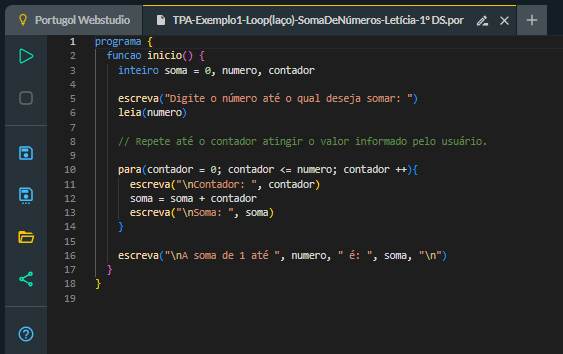 Portugol Webstudio
TPA-Exemplo1-Loop(laço)-SomaDeNúmeros-Letícia-1º DS.por
1 programa {
2 funcao inicio() {
3 inteiro soma = 0, numero, contador
4
5 escreva("Digite o número até o qual deseja somar: ")
6 leia(numero)
7
8 // Repete até o contador atingir o valor informado pelo usuário.
9
10 para(contador = 0; contador <= numero; contador ++){
11 escreva("\nContador: ", contador)
12 soma = soma + contador
13 escreva("\nSoma: ", soma)
14 }
15
16 escreva("\nA soma de 1 até ", numero, " é: ", soma, "\n")
17 }
18 }
19